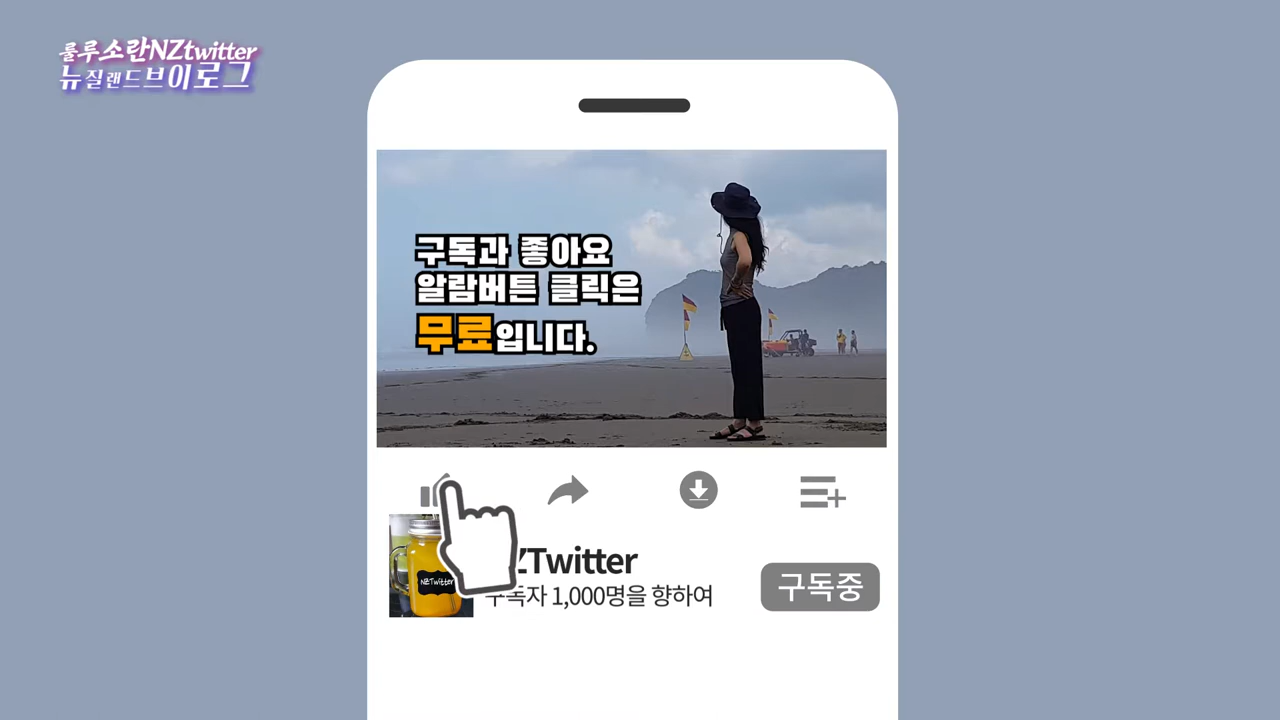 룰루소란NZtwitter
뉴질랜드브이로그
구독과 좋아요
알람버튼 클릭은
무료입니다.
NZTwitter
ZTwitter
구독자 1,000명을 향하여
구독중